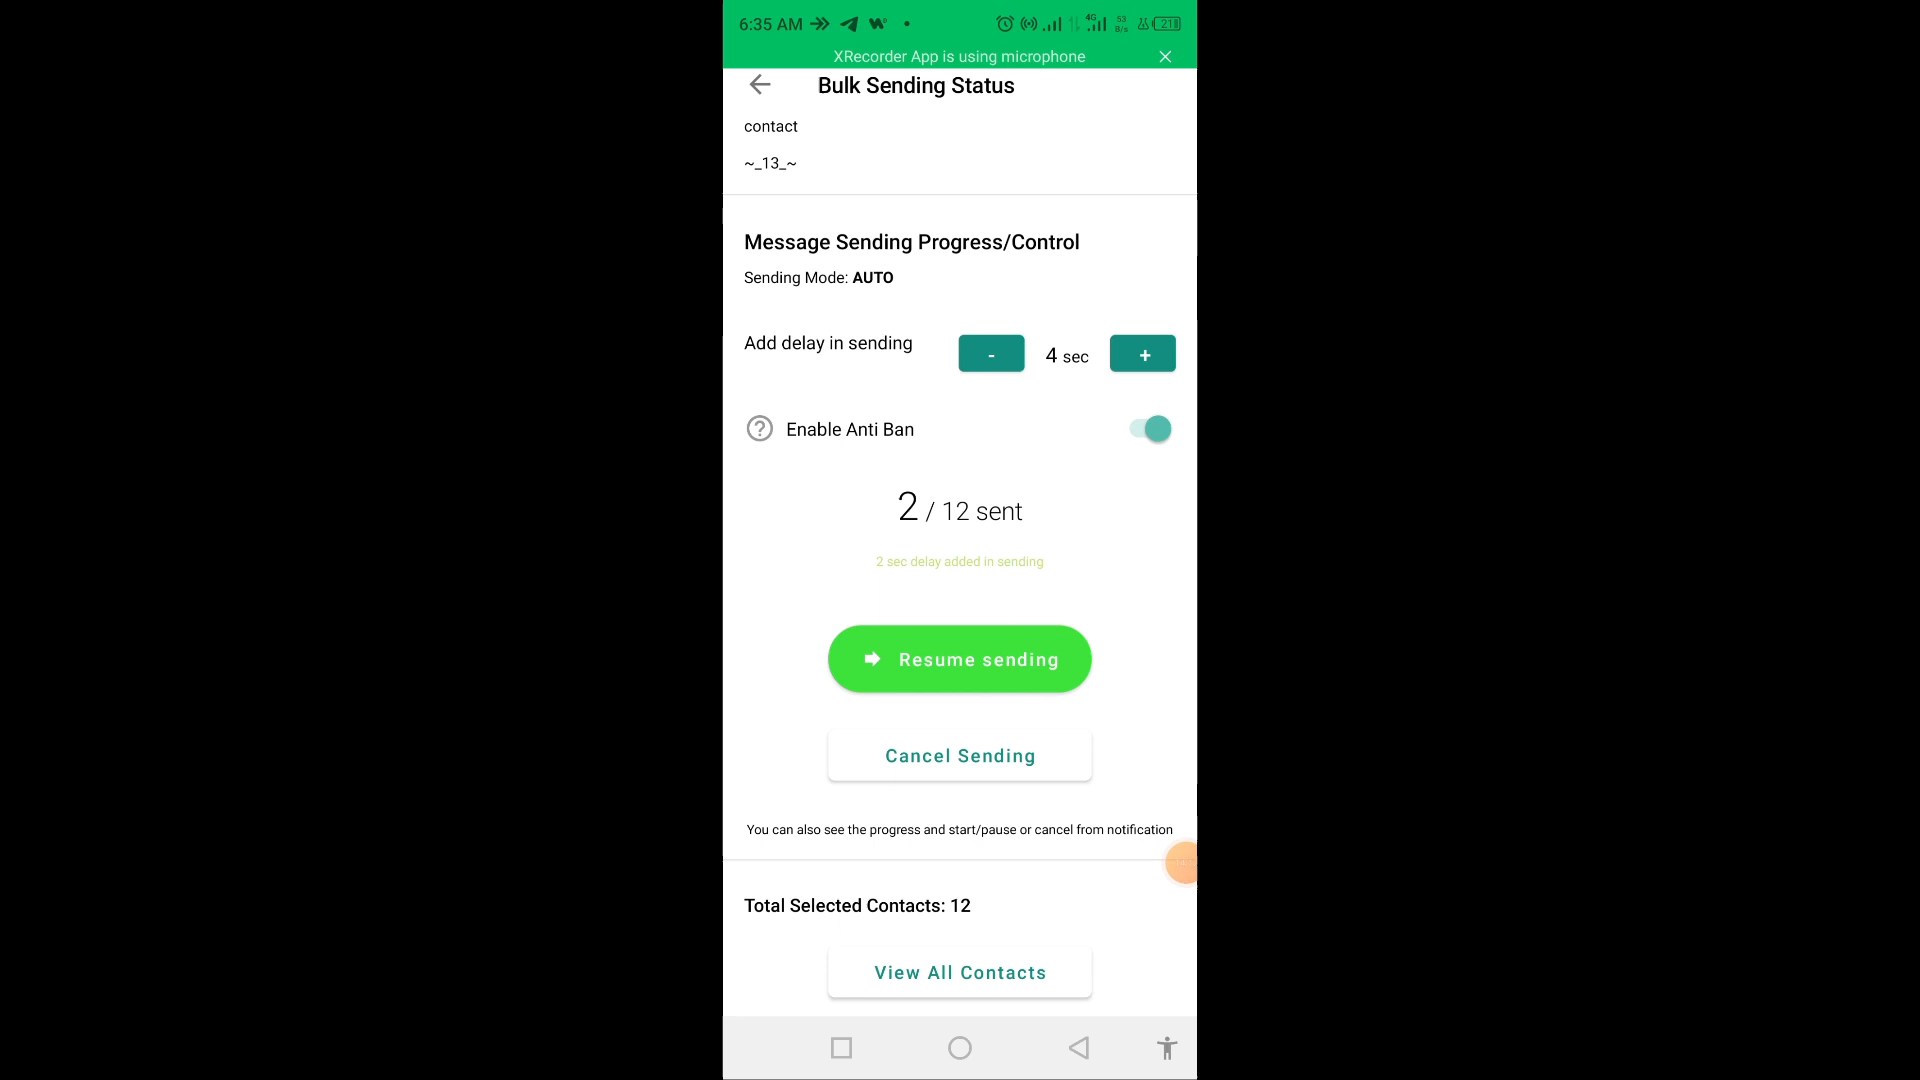 6:35 AM
4G 53 B/s 21
XRecorder App is using microphone
Bulk Sending Status
contact
~_13_~
Message Sending Progress/Control
Sending Mode: AUTO
Add delay in sending - 4 sec +
? Enable Anti Ban
2 / 12 sent
2 sec delay added in sending
Resume sending
Cancel Sending
You can also see the progress and start/pause or cancel from notification
Total Selected Contacts: 12
View All Contacts